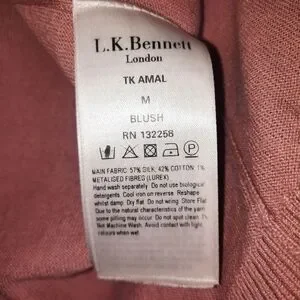 L.K.Bennett
London
TK AMAL
M
BLUSH
RN 132258
MAIN FABRIC: 57% SILK, 42% COTTON 1%
METALISED FIBRES (LUREX)
Hand wash separately. Do not use biological
detergents. Cool iron on reverse. Reshape
whilst damp. Dry flat. Do not wring. Store Flat
Due to the natural characteristics of the yarn
some pilling may occur. Do not spot clean. Do
Not Machine Wash. Avoid contact with light
colours when wet.